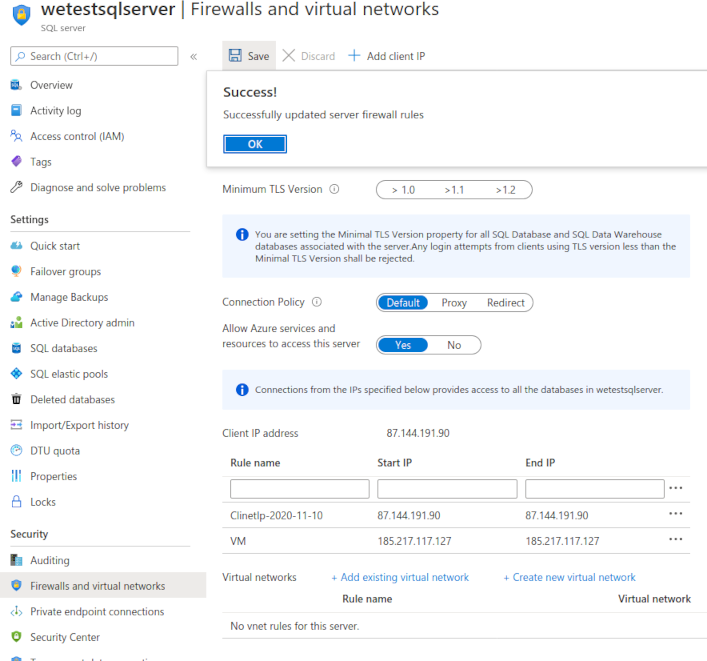 wetestsqlserver | Firewalls and virtual networks
SQL server
Search (Ctrl+/)
«
Save
Discard
+ Add client IP
Overview
Activity log
Access control (IAM)
Tags
Diagnose and solve problems
Settings
Quick start
Failover groups
Manage Backups
Active Directory admin
SQL databases
SQL elastic pools
Deleted databases
Import/Export history
DTU quota
Properties
Locks
Security
Auditing
Firewalls and virtual networks
Private endpoint connections
Security Center
Success!
Successfully updated server firewall rules
OK
Minimum TLS Version
> 1.0 >1.1 >1.2
You are setting the Minimal TLS Version property for all SQL Database and SQL Data Warehouse
databases associated with the server.Any login attempts from clients using TLS version less than the
Minimal TLS Version shall be rejected.
Connection Policy
Default Proxy Redirect
Allow Azure services and
resources to access this server
Yes No
Connections from the IPs specified below provides access to all the databases in wetestsqlserver.
Client IP address 87.144.191.90
Rule name Start IP End IP
...
ClinetIp-2020-11-10 87.144.191.90 87.144.191.90 ...
VM 185.217.117.127 185.217.117.127 ...
Virtual networks + Add existing virtual network + Create new virtual network
Rule name Virtual network
No vnet rules for this server.